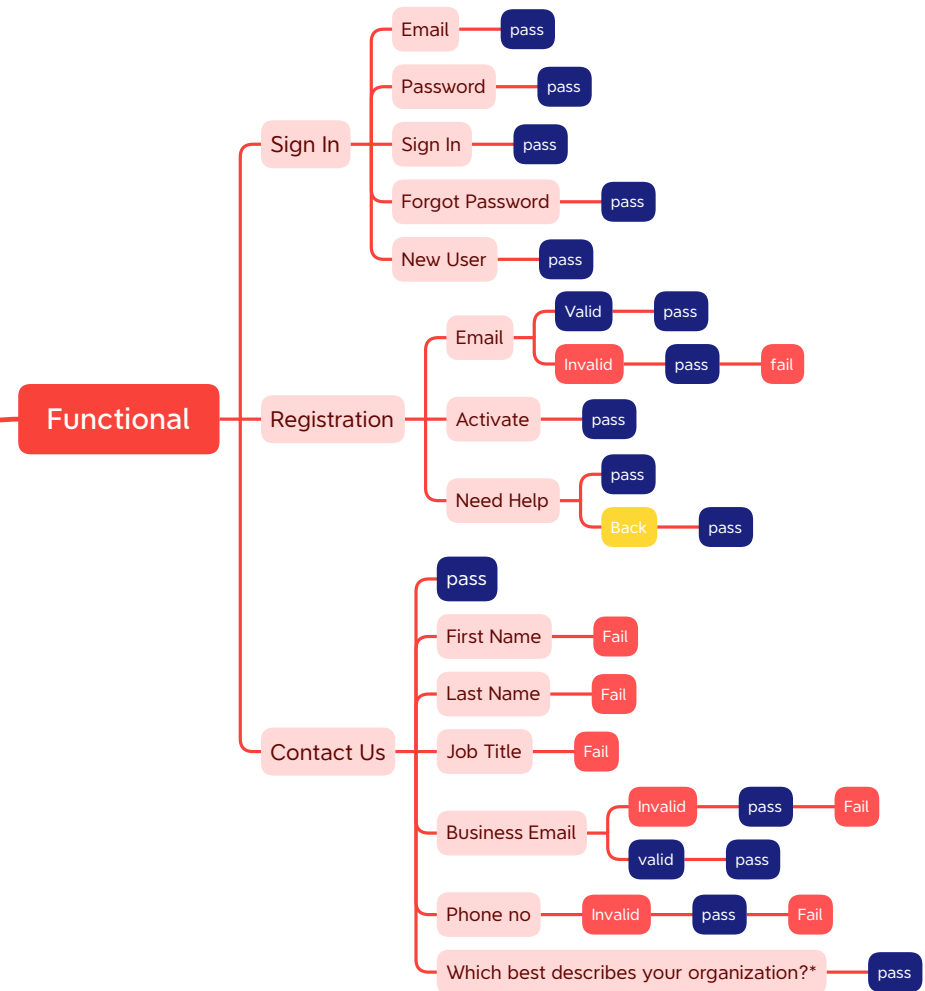 Functional
Sign In
Email
pass
Password
pass
Sign In
pass
Forgot Password
pass
New User
pass
Registration
Email
Valid
pass
Invalid
pass
fail
Activate
pass
Need Help
pass
Back
pass
Contact Us
pass
First Name
Fail
Last Name
Fail
Job Title
Fail
Business Email
Invalid
pass
Fail
valid
pass
Phone no
Invalid
pass
Fail
Which best describes your organization?*
pass